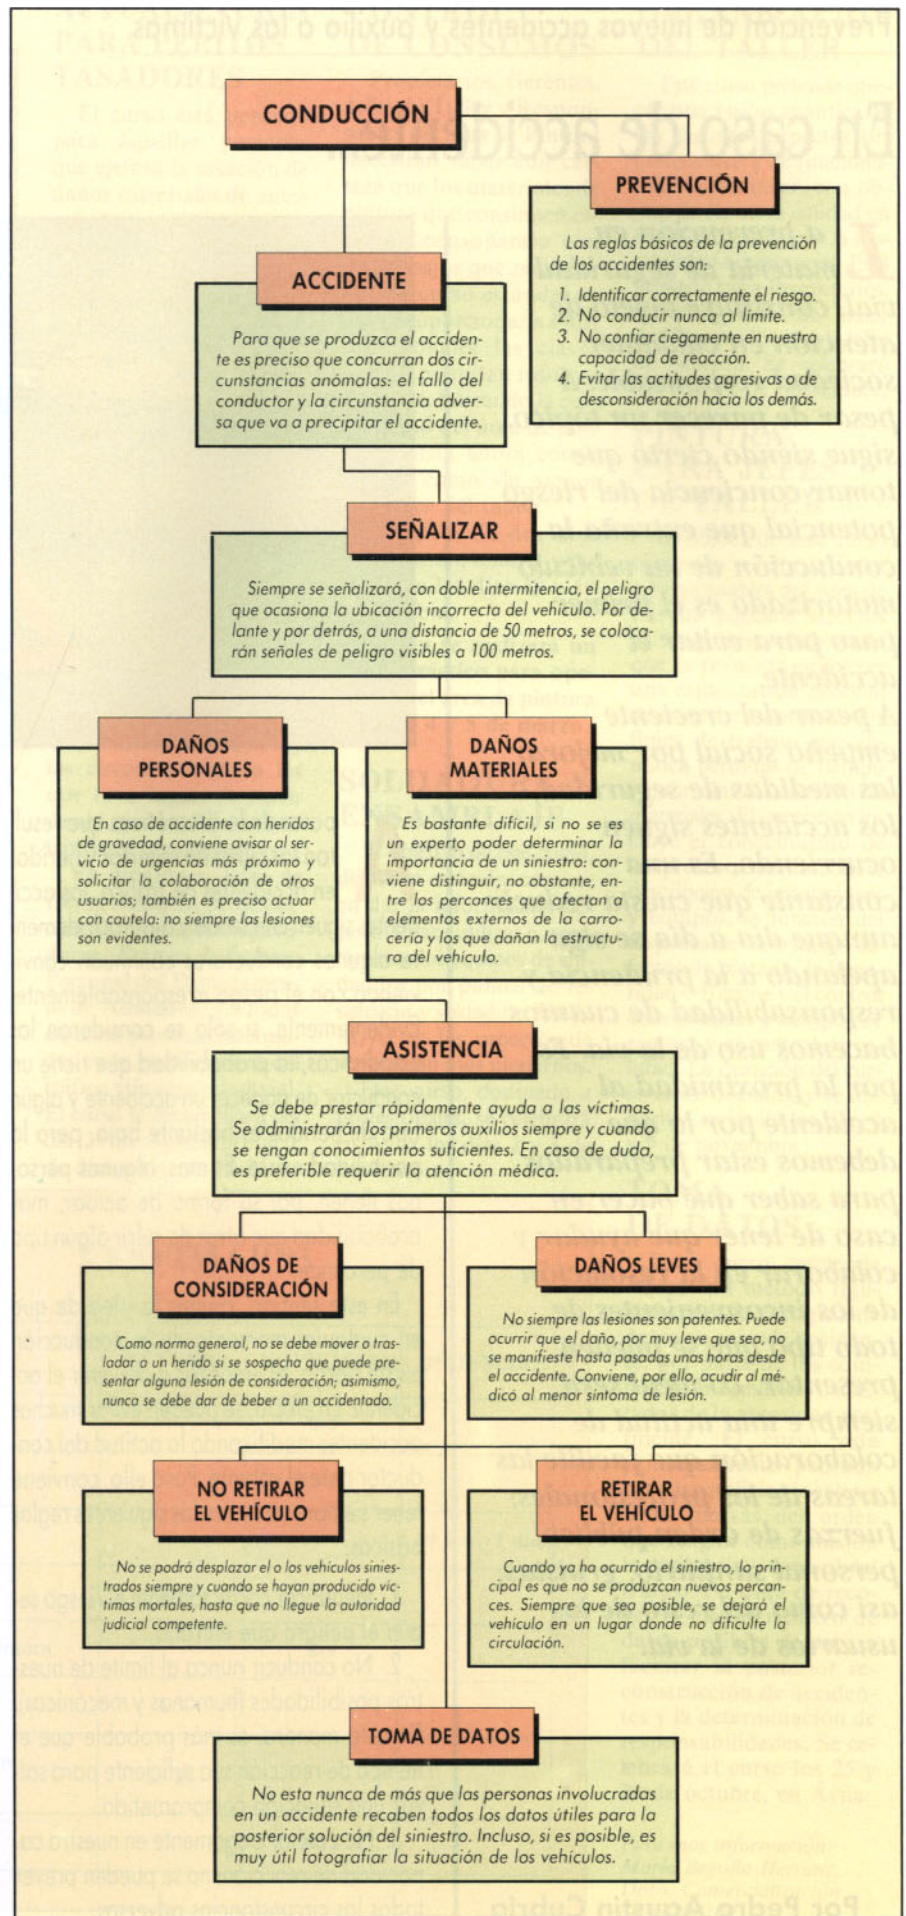 CONDUCCIÓN
PREVENCIÓN
Las reglas básicas de la prevención
de los accidentes son:
1. Identificar correctamente el riesgo.
2. No conducir nunca al límite.
3. No confiar ciegamente en nuestra
capacidad de reacción.
4. Evitar las actitudes agresivas o de
desconsideración hacia los demás.
ACCIDENTE
Para que se produzca el acciden-
te es preciso que concurran dos cir-
cunstancias anómalas: el fallo del
conductor y la circunstancia adver-
sa que va a precipitar el accidente.
SEÑALIZAR
Siempre se señalizará, con doble intermitencia, el peligro
que ocasiona la ubicación incorrecta del vehículo. Por de-
lante y por detrás, a una distancia de 50 metros, se coloca-
rán señales de peligro visibles a 100 metros.
DAÑOS
PERSONALES
En caso de accidente con heridos
de gravedad, conviene avisar al ser-
vicio de urgencias más próximo y
solicitar la colaboración de otros
usuarios; también es preciso actuar
con cautela: no siempre las lesiones
son evidentes.
DAÑOS
MATERIALES
Es bastante difícil, si no se es
un experto poder determinar la
importancia de un siniestro: con-
viene distinguir, no obstante, en-
tre los percances que afectan a
elementos externos de la carro-
cería y los que dañan la estructu-
ra del vehículo.
ASISTENCIA
Se debe prestar rápidamente ayuda a las víctimas.
Se administrarán los primeros auxilios siempre y cuando
se tengan conocimientos suficientes. En caso de duda,
es preferible requerir la atención médica.
DAÑOS DE
CONSIDERACIÓN
Como norma general, no se debe mover o tras-
ladar a un herido si se sospecha que puede pre-
sentar alguna lesión de consideración; asimismo,
nunca se debe dar de beber a un accidentado.
DAÑOS LEVES
No siempre las lesiones son patentes. Puede
ocurrir que el daño, por muy leve que sea, no
se manifieste hasta pasadas unas horas desde
el accidente. Conviene, por ello, acudir al mé-
dicó al menor síntoma de lesión.
NO RETIRAR
EL VEHÍCULO
No se podrá desplazar el o los vehículos sinies-
trados siempre y cuando se hayan producido víc-
timas mortales, hasta que no llegue la autoridad
judicial competente.
RETIRAR
EL VEHÍCULO
Cuando ya ha ocurrido el siniestro, lo prin-
cipal es que no se produzcan nuevos percan-
ces. Siempre que sea posible, se dejará el
vehículo en un lugar donde no dificulte la
circulación.
TOMA DE DATOS
No esta nunca de más que las personas involucradas
en un accidente recaben todos los datos útiles para la
posterior solución del siniestro. Incluso, si es posible, es
muy útil fotografiar la situación de los vehículos.